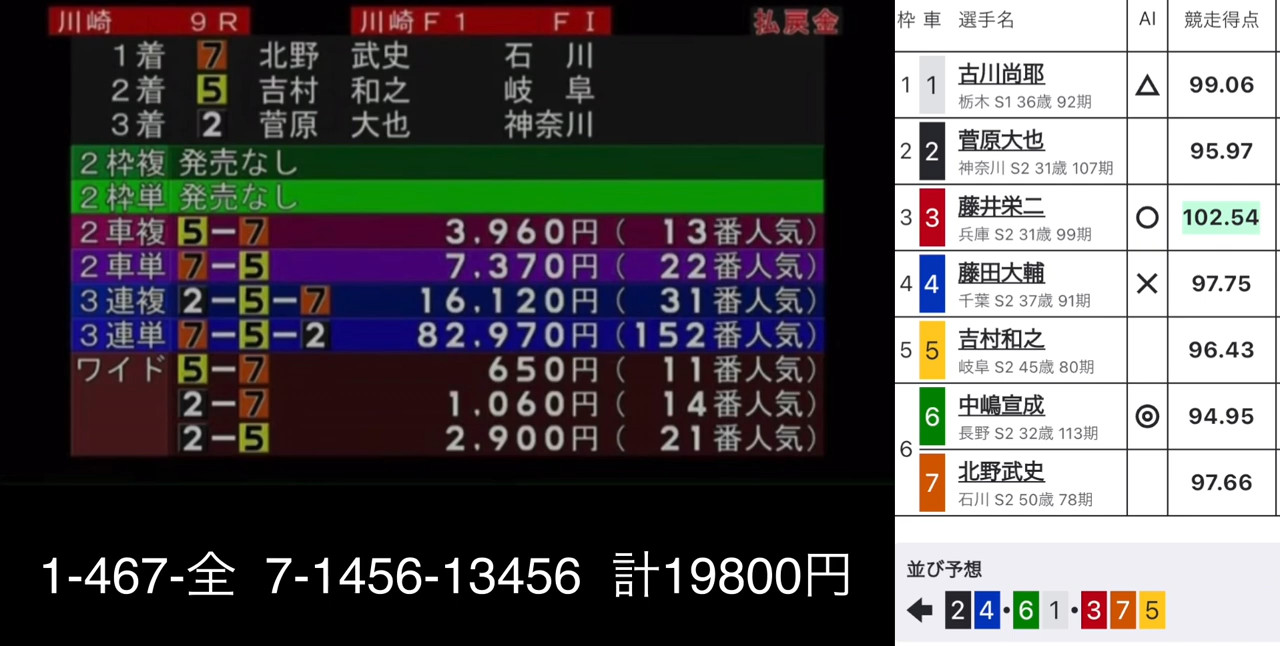 川崎 9R 川崎F1 FI 払戻金
1着 7 北野 武史 石川
2着 5 吉村 和之 岐阜
3着 2 菅原 大也 神奈川
2枠複 発売なし
2枠単 発売なし
2車複 5-7 3,960円( 13番人気)
2車単 7-5 7,370円( 22番人気)
3連複 2-5-7 16,120円( 31番人気)
3連単 7-5-2 82,970円(152番人気)
ワイド 5-7 650円( 11番人気)
2-7 1,060円( 14番人気)
2-5 2,900円( 21番人気)
1-467-全 7-1456-13456 計19800円
枠 車 選手名 AI 競走得点
1 1 古川尚耶 △ 99.06
栃木 S1 36歳 92期
2 2 菅原大也 95.97
神奈川 S2 31歳 107期
3 3 藤井栄二 ○ 102.54
兵庫 S2 31歳 99期
4 4 藤田大輔 × 97.75
千葉 S2 37歳 91期
5 5 吉村和之 96.43
岐阜 S2 45歳 80期
6 6 中嶋宣成 ◎ 94.95
長野 S2 32歳 113期
7 北野武史 97.66
石川 S2 50歳 78期
並び予想
← 2 4・6 1・3 7 5